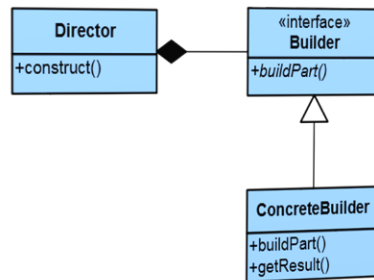 Director
+construct()
«interface»
Builder
+buildPart()
ConcreteBuilder
+buildPart()
+getResult()